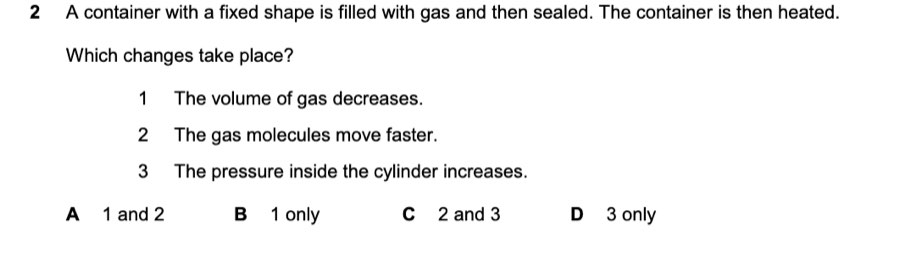 2 A container with a fixed shape is filled with gas and then sealed. The container is then heated.
Which changes take place?
1 The volume of gas decreases.
2 The gas molecules move faster.
3 The pressure inside the cylinder increases.
A 1 and 2 B 1 only C 2 and 3 D 3 only